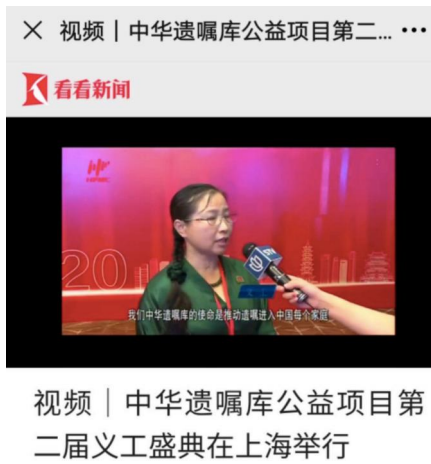 视频｜中华遗嘱库公益项目第二...
看看新闻
20
我们中华遗嘱库的使命是推动遗嘱进入中国每个家庭
视频｜中华遗嘱库公益项目第
二届义工盛典在上海举行